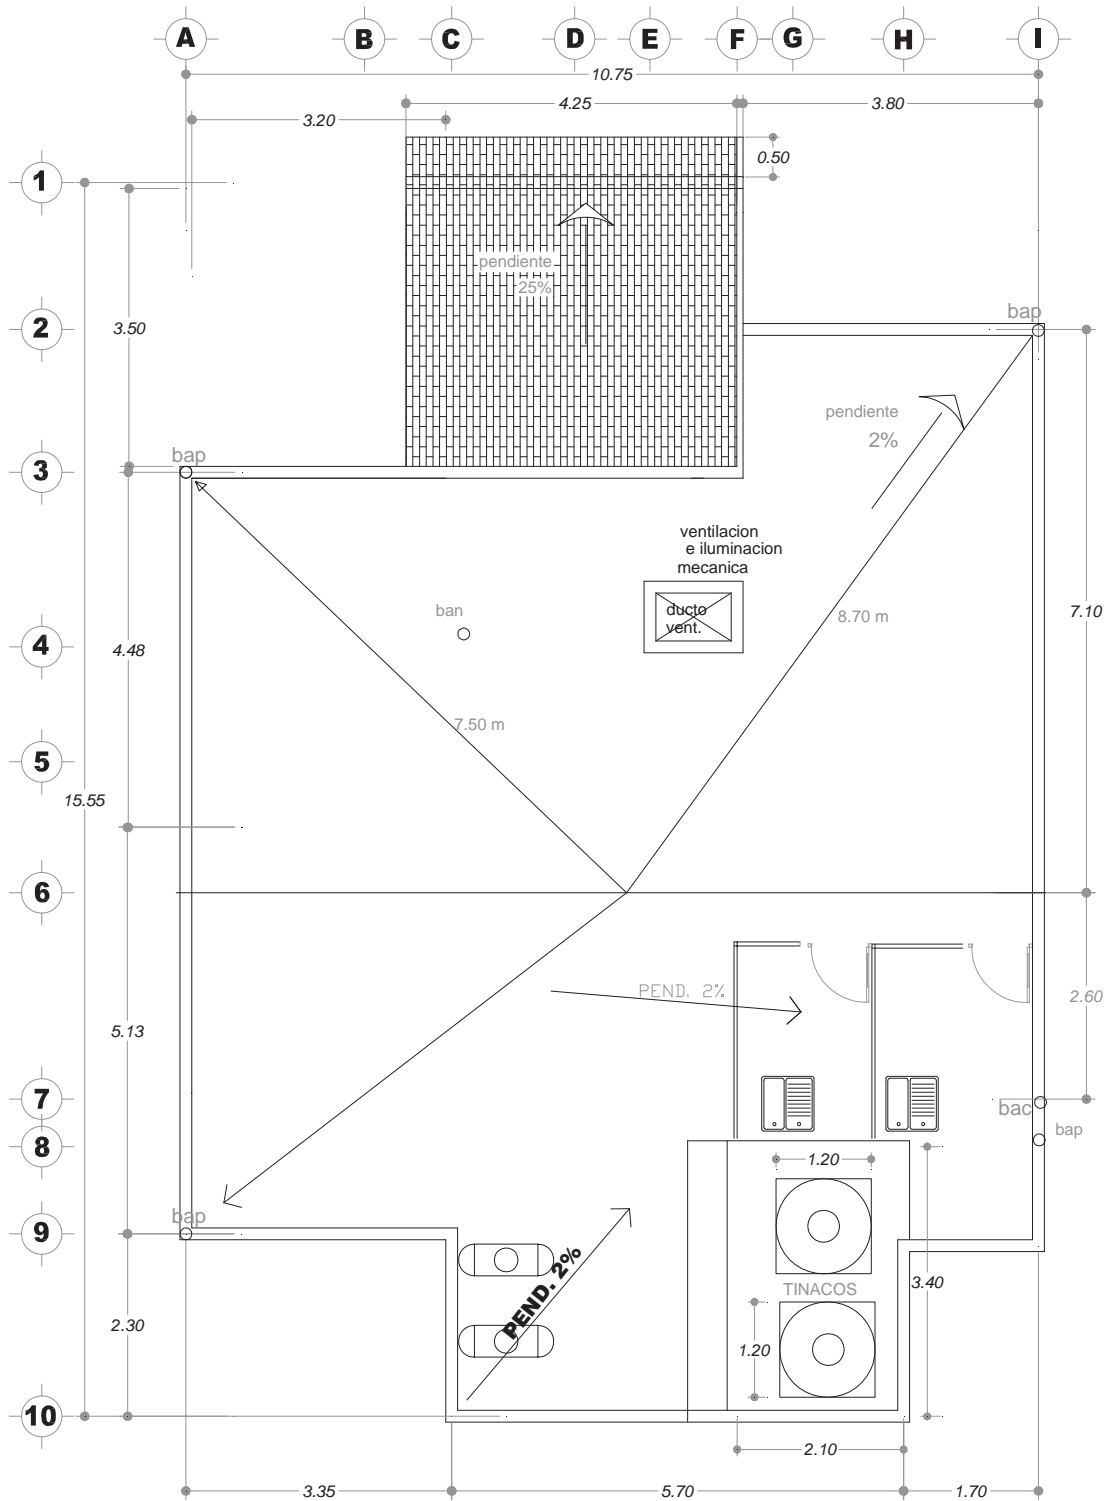 A
B
C
D
E
F
G
H
I
10.75
4.25
3.80
3.20
0.50
1
pendiente
25%
3.50
2
bap
pendiente
2%
bap
3
ventilacion
e iluminacion
mecanica
ducto
vent.
ban
8.70 m
7.10
4
4.48
7.50 m
5
15.55
6
PEND. 2%
2.60
5.13
7
bac
bap
8
1.20
bap
9
PEND. 2%
3.40
TINACOS
2.30
1.20
10
2.10
3.35
5.70
1.70